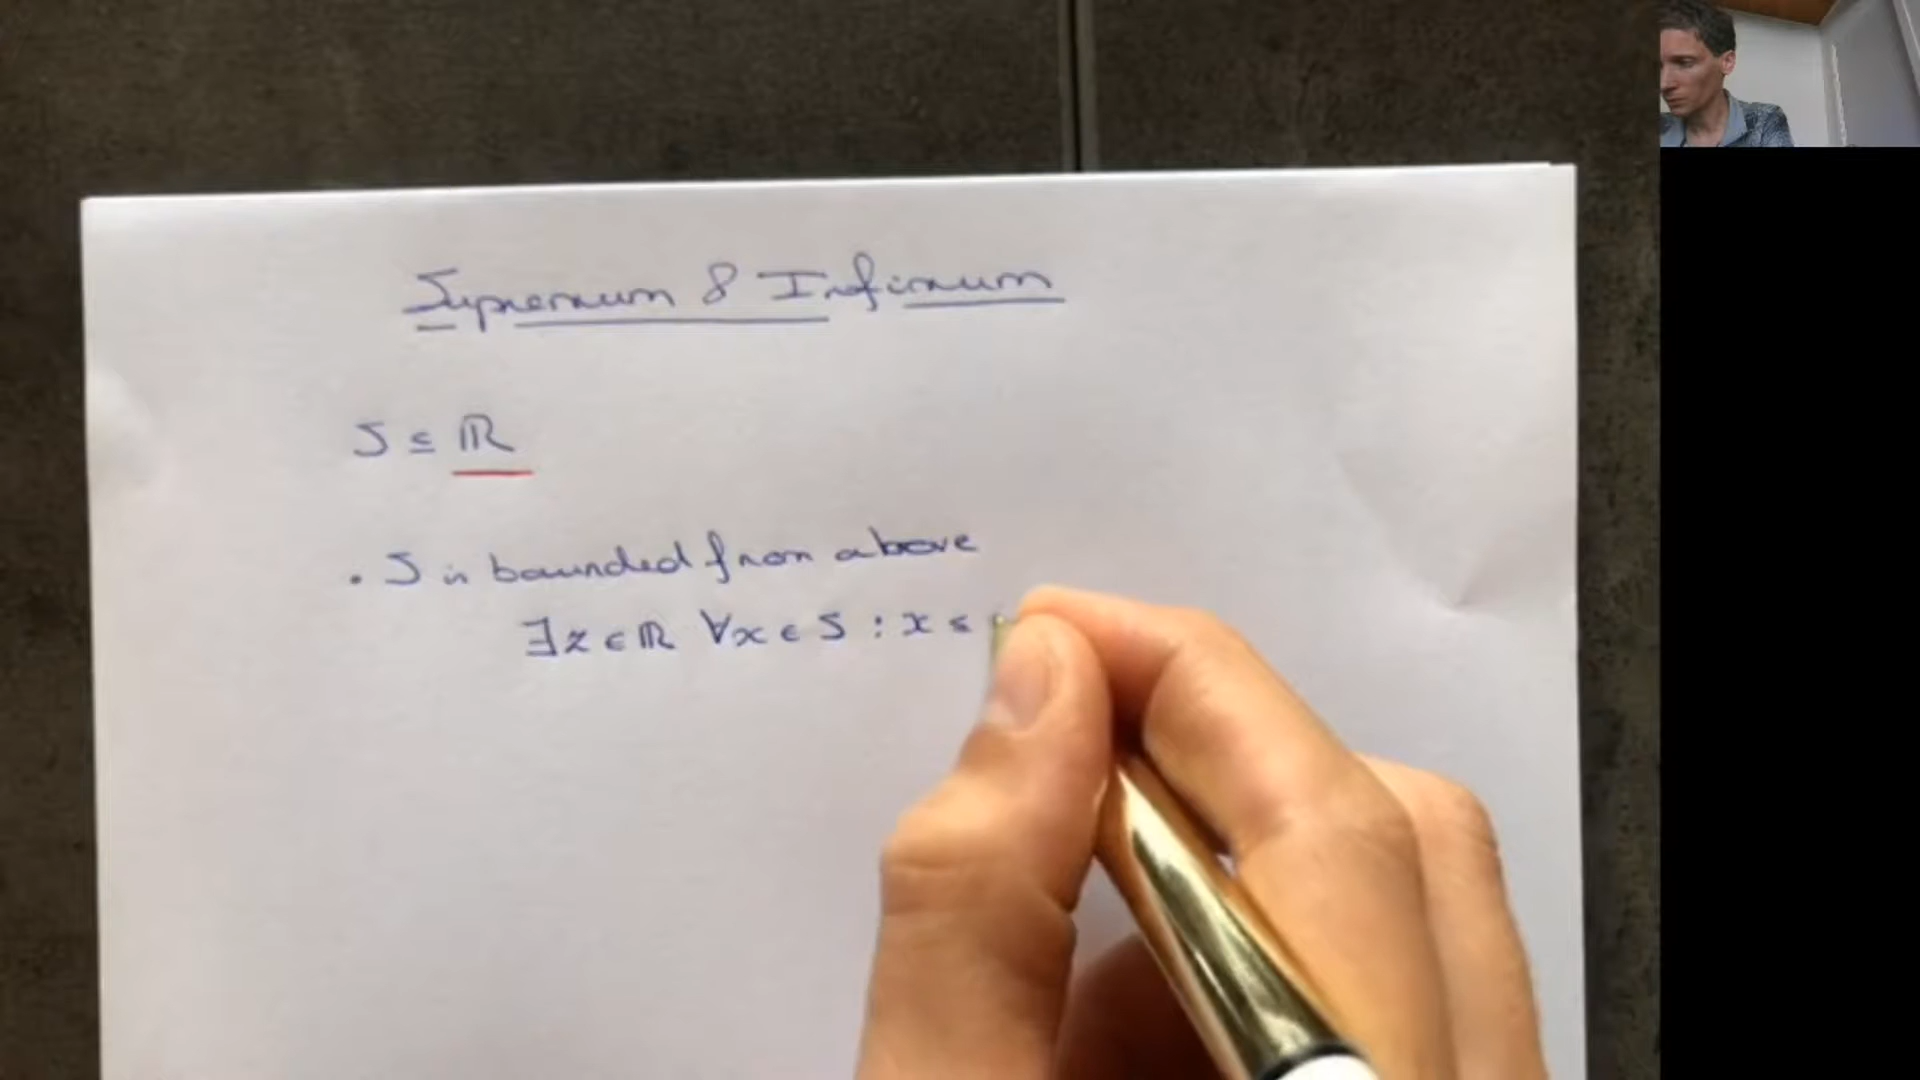 Supremum & Infimum
S ⊆ ℝ
• S is bounded from above
∃z ∈ ℝ ∀x ∈ S : x ≤